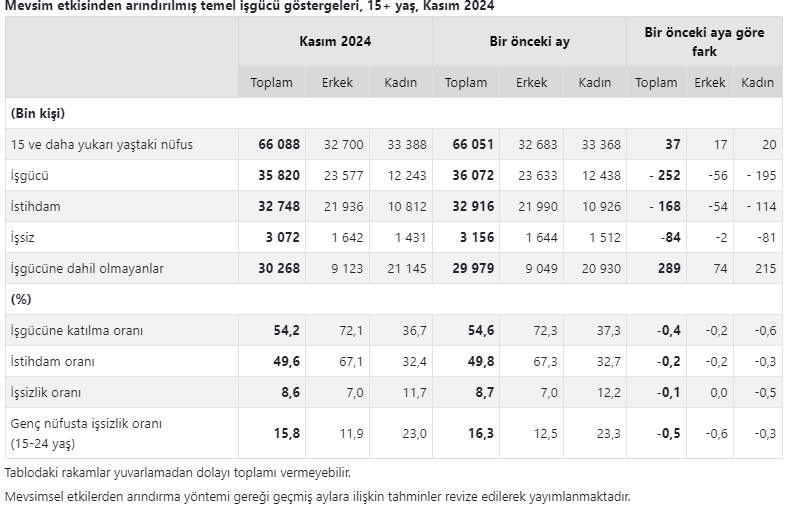 Mevsim etkisinden arındırılmış temel işgücü göstergeleri, 15+ yaş, Kasım 2024
Kasım 2024 Bir önceki ay Bir önceki aya göre
fark
Toplam Erkek Kadın Toplam Erkek Kadın Toplam Erkek Kadın
(Bin kişi)
15 ve daha yukarı yaştaki nüfus 66 088 32 700 33 388 66 051 32 683 33 368 37 17 20
İşgücü 35 820 23 577 12 243 36 072 23 633 12 438 - 252 -56 - 195
İstihdam 32 748 21 936 10 812 32 916 21 990 10 926 - 168 -54 - 114
İşsiz 3 072 1 642 1 431 3 156 1 644 1 512 -84 -2 -81
İşgücüne dahil olmayanlar 30 268 9 123 21 145 29 979 9 049 20 930 289 74 215
(%)
İşgücüne katılma oranı 54,2 72,1 36,7 54,6 72,3 37,3 -0,4 -0,2 -0,6
İstihdam oranı 49,6 67,1 32,4 49,8 67,3 32,7 -0,2 -0,2 -0,3
İşsizlik oranı 8,6 7,0 11,7 8,7 7,0 12,2 -0,1 0,0 -0,5
Genç nüfusta işsizlik oranı
(15-24 yaş) 15,8 11,9 23,0 16,3 12,5 23,3 -0,5 -0,6 -0,3
Tablodaki rakamlar yuvarlamadan dolayı toplamı vermeyebilir.
Mevsimsel etkilerden arındırma yöntemi gereği geçmiş aylara ilişkin tahminler revize edilerek yayımlanmaktadır.